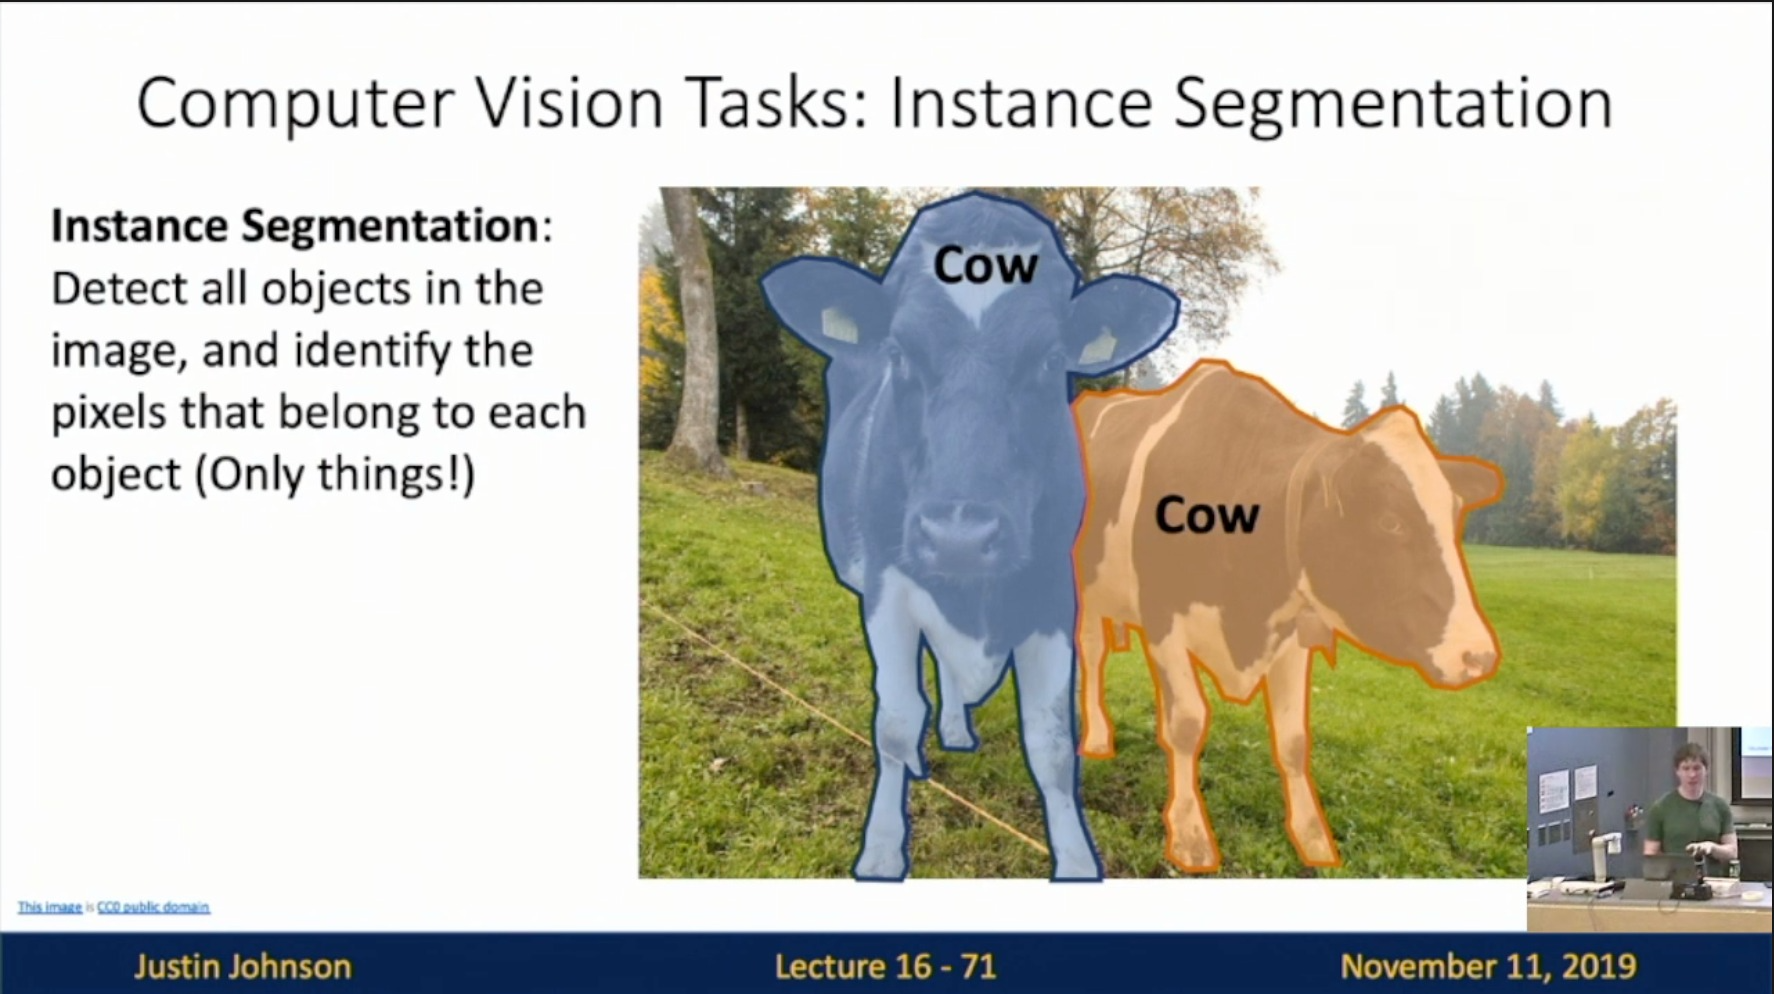 Computer Vision Tasks: Instance Segmentation
Instance Segmentation:
Detect all objects in the
image, and identify the
pixels that belong to each
object (Only things!)
Cow
Cow
This image is CC0 public domain
Justin Johnson
Lecture 16 - 71
November 11, 2019